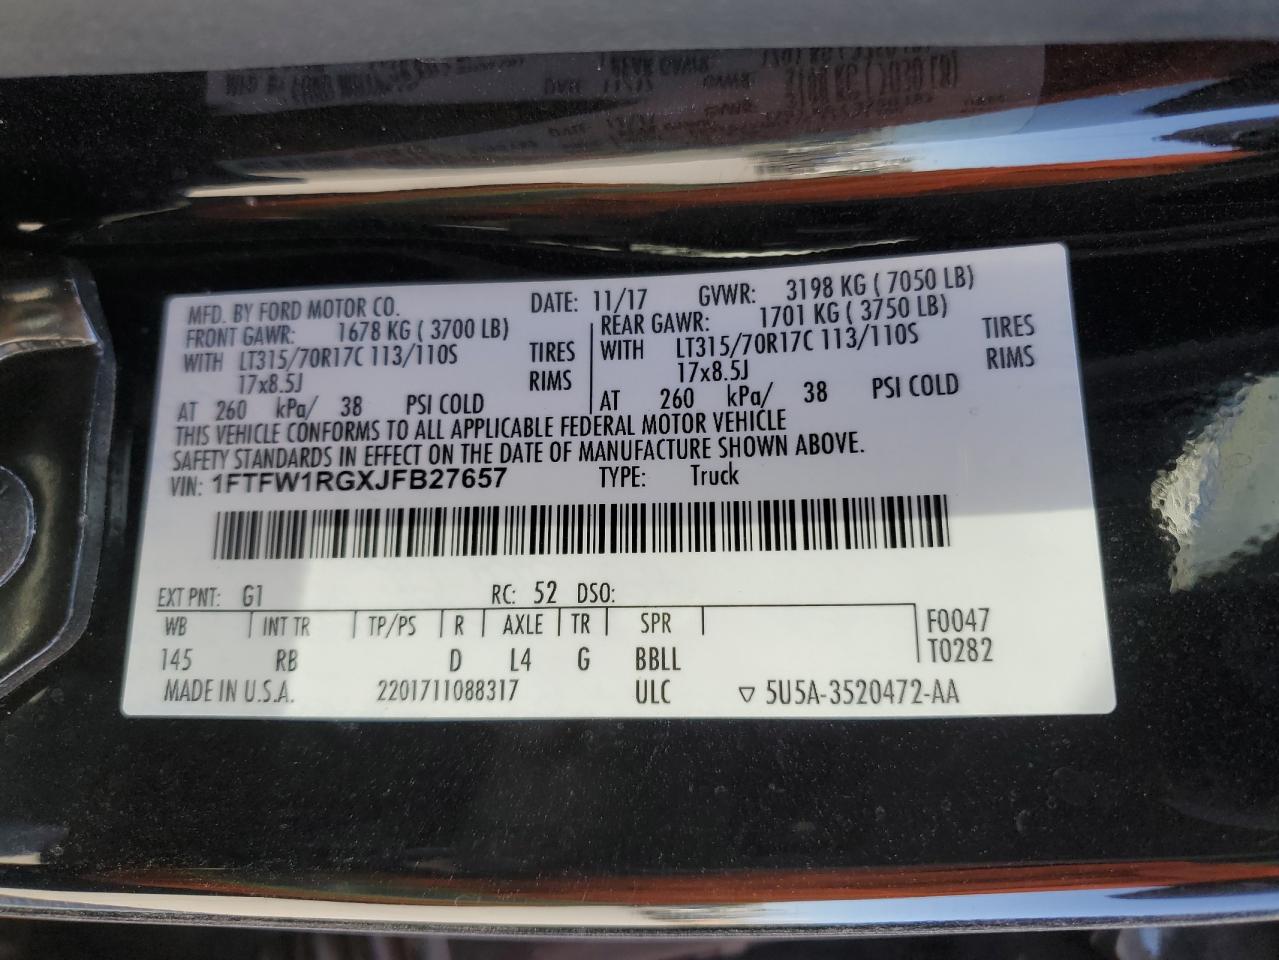 MFD. BY FORD MOTOR CO. DATE: 11/17 GVWR: 3198 KG ( 7050 LB)
FRONT GAWR: 1678 KG ( 3700 LB) REAR GAWR: 1701 KG ( 3750 LB)
WITH LT315/70R17C 113/110S TIRES WITH LT315/70R17C 113/110S TIRES
17x8.5J RIMS 17x8.5J RIMS
AT 260 kPa/ 38 PSI COLD AT 260 kPa/ 38 PSI COLD
THIS VEHICLE CONFORMS TO ALL APPLICABLE FEDERAL MOTOR VEHICLE
SAFETY STANDARDS IN EFFECT ON THE DATE OF MANUFACTURE SHOWN ABOVE.
VIN: 1FTFW1RGXJFB27657 TYPE: Truck
EXT PNT: G1 RC: 52 DSO:
WB INT TR TP/PS R AXLE TR SPR F0047
145 RB D L4 G BBLL T0282
MADE IN U.S.A. 2201711088317 ULC ▽ 5U5A-3520472-AA